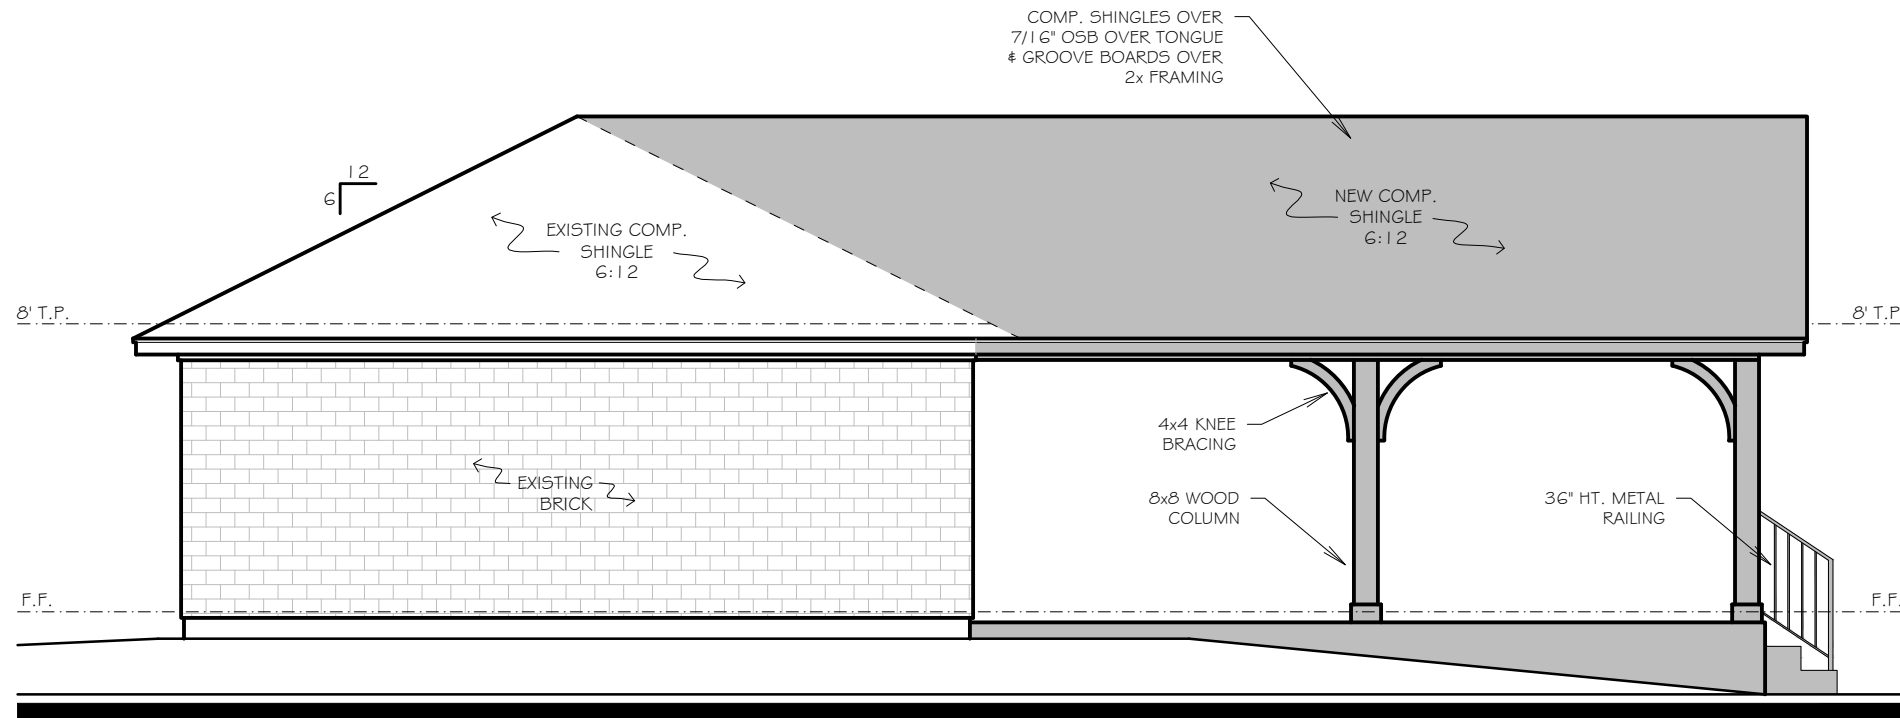 COMP. SHINGLES OVER
7/16" OSB OVER TONGUE
& GROOVE BOARDS OVER
2x FRAMING
12
6
NEW COMP.
SHINGLE
6:12
EXISTING COMP.
SHINGLE
6:12
8' T.P.
8' T.P.
4x4 KNEE
BRACING
EXISTING
BRICK
8x8 WOOD
COLUMN
36" HT. METAL
RAILING
F.F.
F.F.